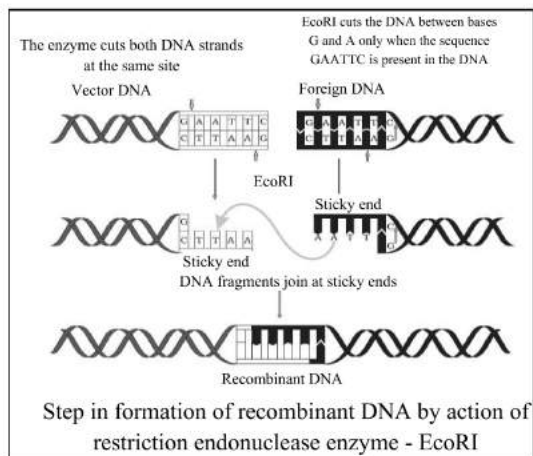 EcoRI cuts the DNA between bases
G and A only when the sequence
GAATTC is present in the DNA
The enzyme cuts both DNA strands
at the same site
Vector DNA
Foreign DNA
G A A T T C
C T T A A G
G A A T T C
C T T A A G
EcoRI
Sticky end
G
C T T A A
A A T T C
G
Sticky end
DNA fragments join at sticky ends
Recombinant DNA
Step in formation of recombinant DNA by action of
restriction endonuclease enzyme - EcoRI